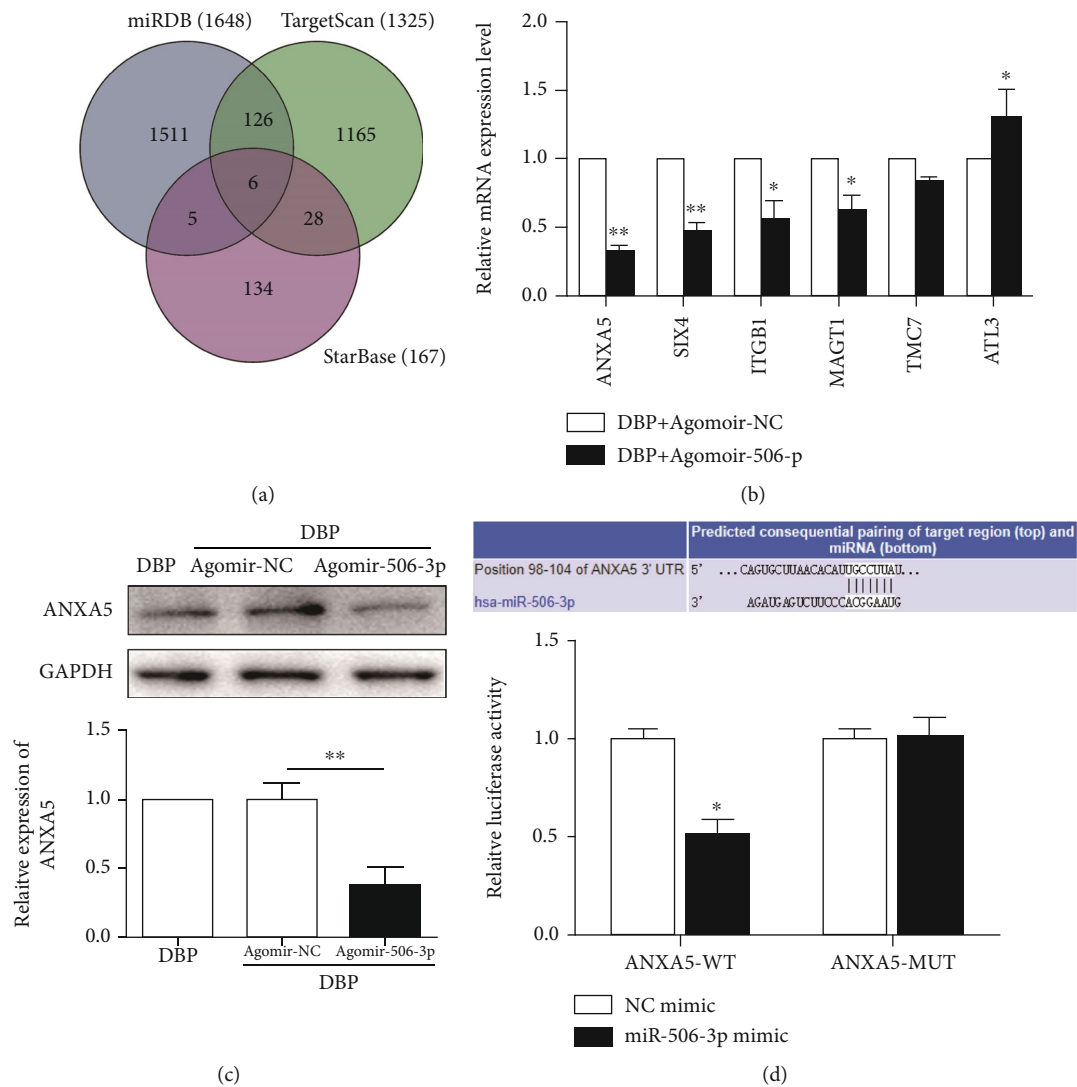 miRDB (1648)
TargetScan (1325)
1511
126
1165
6
5
28
134
StarBase (167)
(a)
Relative mRNA expression level
2.0
1.5
1.0
0.5
0.0
**
**
*
*
*
ANXA5
SIX4
ITGB1
MAGT1
TMC7
ATL3
DBP+Agomoir-NC
DBP+Agomoir-506-p
(b)
DBP
DBP Agomir-NC Agomir-506-3p
ANXA5
GAPDH
Relaitve expression of
ANXA5
1.5
1.0
0.5
0.0
**
DBP
Agomir-NC
Agomir-506-3p
DBP
(c)
Predicted consequential pairing of target region (top) and
miRNA (bottom)
Position 98-104 of ANXA5 3' UTR 5' ...CAGUGCUUAACACAUUGCCUUAU...
hsa-miR-506-3p 3' AGAUGAGUCUUCCCACGGAAUG
Relaitve luciferase activity
1.5
1.0
0.5
0.0
*
ANXA5-WT
ANXA5-MUT
NC mimic
miR-506-3p mimic
(d)